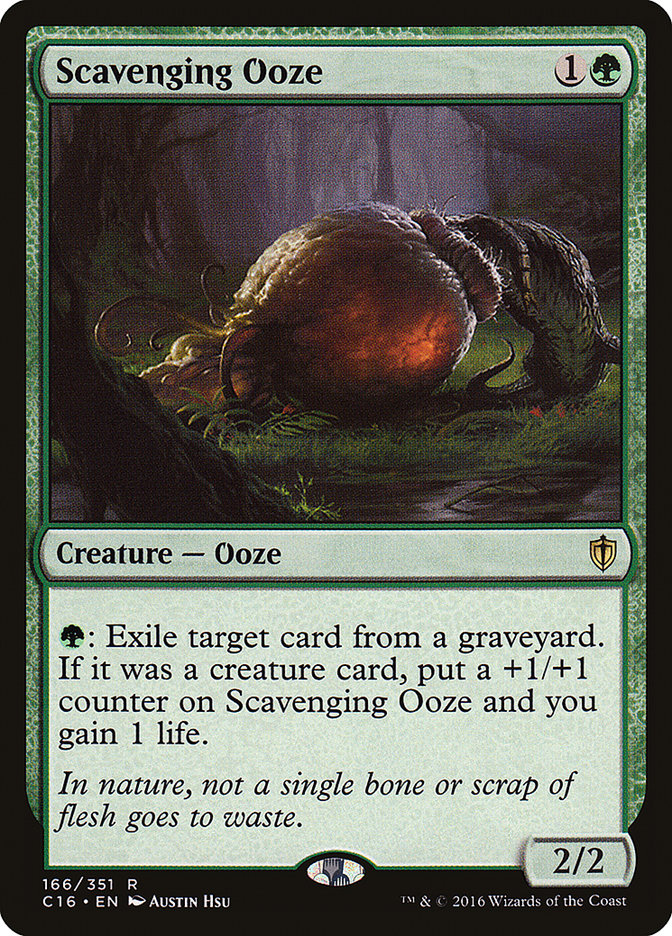 Scavenging Ooze 1
Creature — Ooze
: Exile target card from a graveyard.
If it was a creature card, put a +1/+1
counter on Scavenging Ooze and you
gain 1 life.
In nature, not a single bone or scrap of
flesh goes to waste.
2/2
166/351 R
C16 • EN Austin Hsu
™ & © 2016 Wizards of the Coast